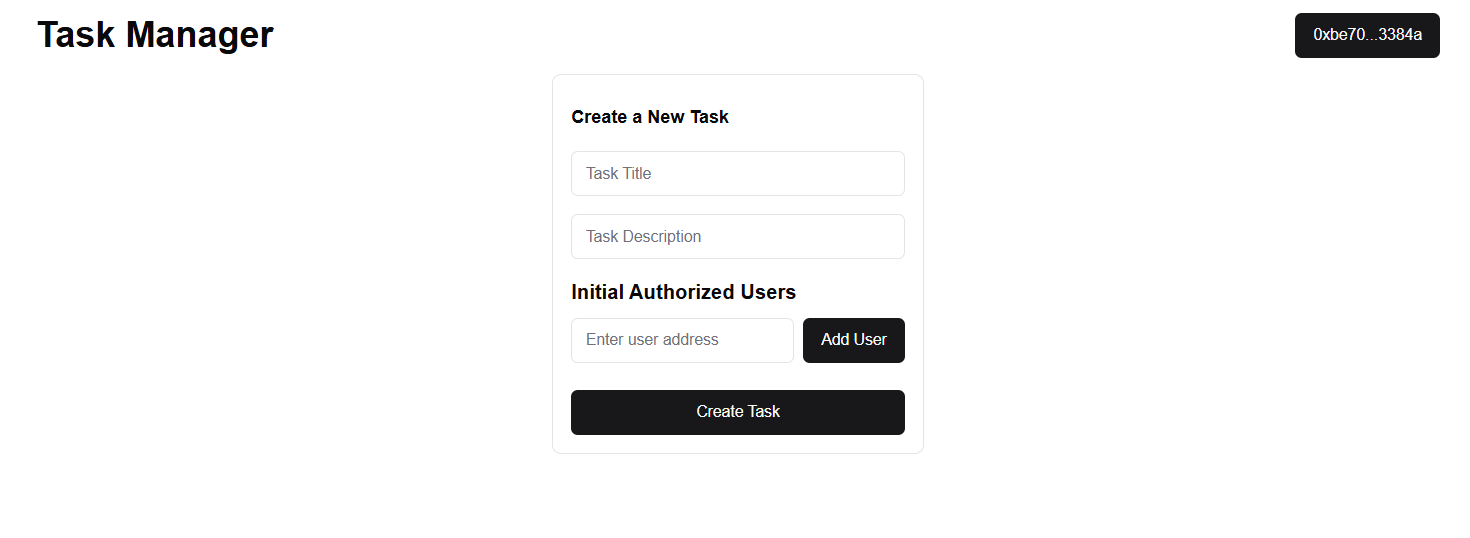 Task Manager
0xbe70...3384a
Create a New Task
Task Title
Task Description
Initial Authorized Users
Enter user address
Add User
Create Task